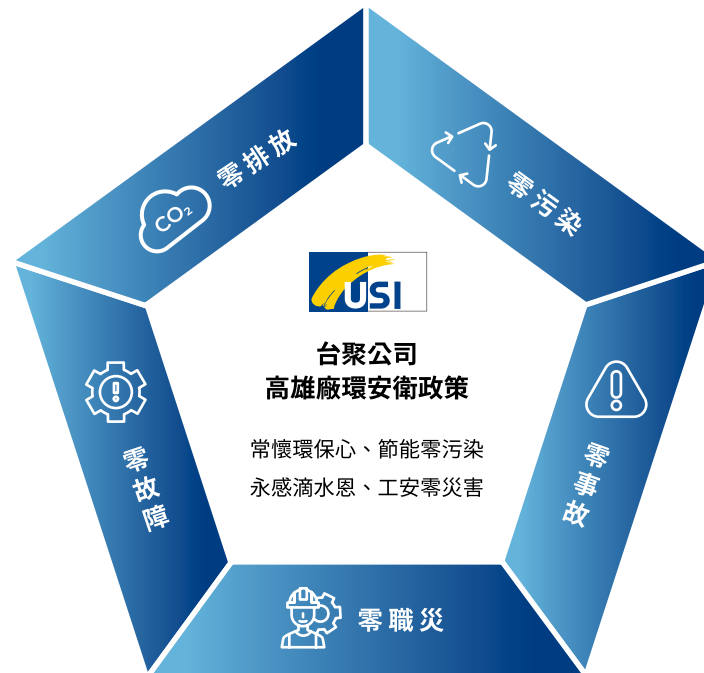 零排放
CO₂
零污染
USI
台聚公司
高雄廠環安衛政策
常懷環保心、節能零污染
永感滴水恩、工安零災害
零故障
零事故
零職災